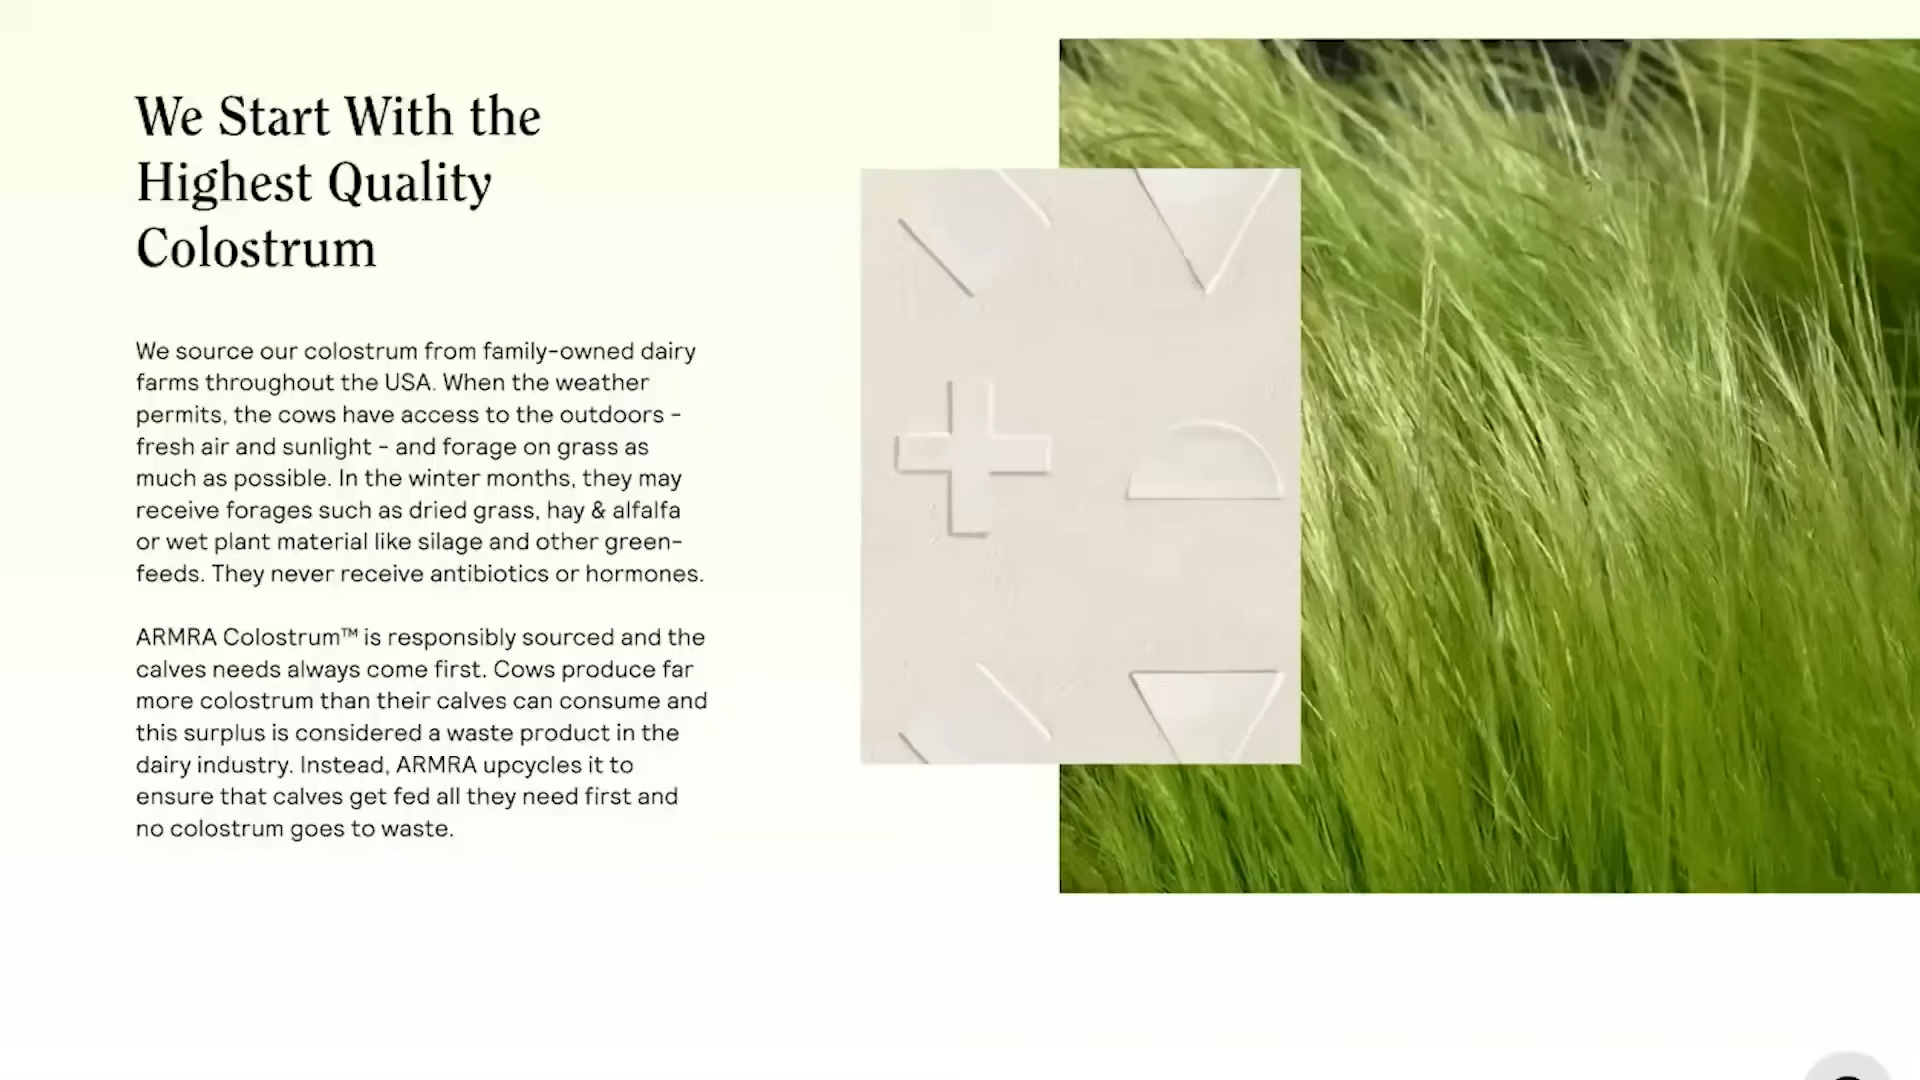 We Start With the
Highest Quality
Colostrum
We source our colostrum from family-owned dairy
farms throughout the USA. When the weather
permits, the cows have access to the outdoors -
fresh air and sunlight - and forage on grass as
much as possible. In the winter months, they may
receive forages such as dried grass, hay & alfalfa
or wet plant material like silage and other green-
feeds. They never receive antibiotics or hormones.
ARMRA Colostrum™ is responsibly sourced and the
calves needs always come first. Cows produce far
more colostrum than their calves can consume and
this surplus is considered a waste product in the
dairy industry. Instead, ARMRA upcycles it to
ensure that calves get fed all they need first and
no colostrum goes to waste.